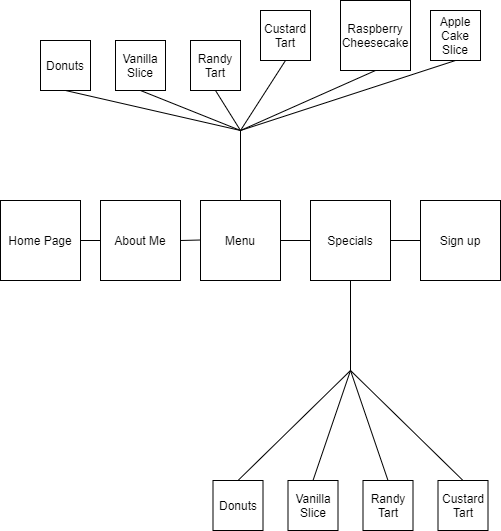 Donuts
Vanilla
Slice
Randy
Tart
Custard
Tart
Raspberry
Cheesecake
Apple
Cake
Slice
Home Page
About Me
Menu
Specials
Sign up
Donuts
Vanilla
Slice
Randy
Tart
Custard
Tart